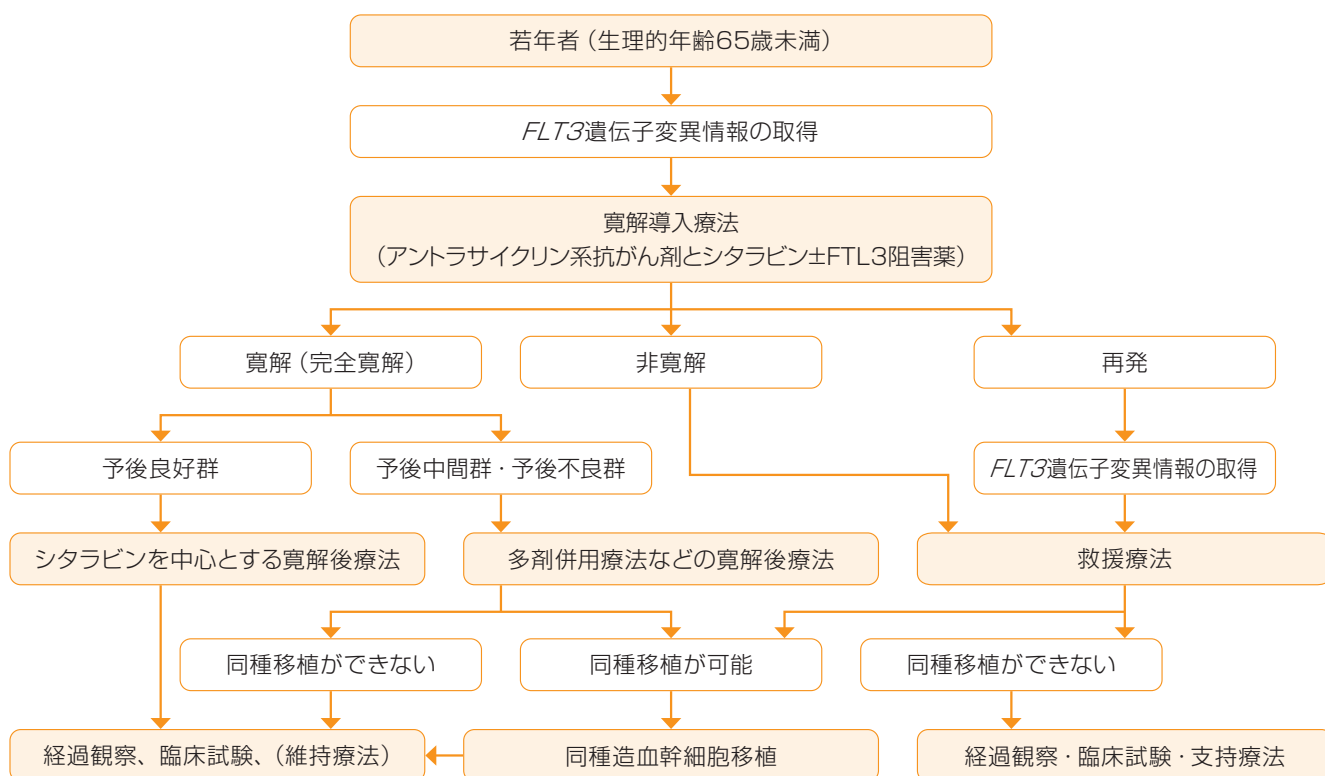 若年者（生理的年齢65歳未満）
FLT3遺伝子変異情報の取得
寛解導入療法
（アントラサイクリン系抗がん剤とシタラビン±FTL3阻害薬）
寛解（完全寛解）
非寛解
再発
予後良好群
予後中間群・予後不良群
FLT3遺伝子変異情報の取得
シタラビンを中心とする寛解後療法
多剤併用療法などの寛解後療法
救援療法
同種移植ができない
同種移植が可能
同種移植ができない
経過観察、臨床試験、（維持療法）
同種造血幹細胞移植
経過観察・臨床試験・支持療法